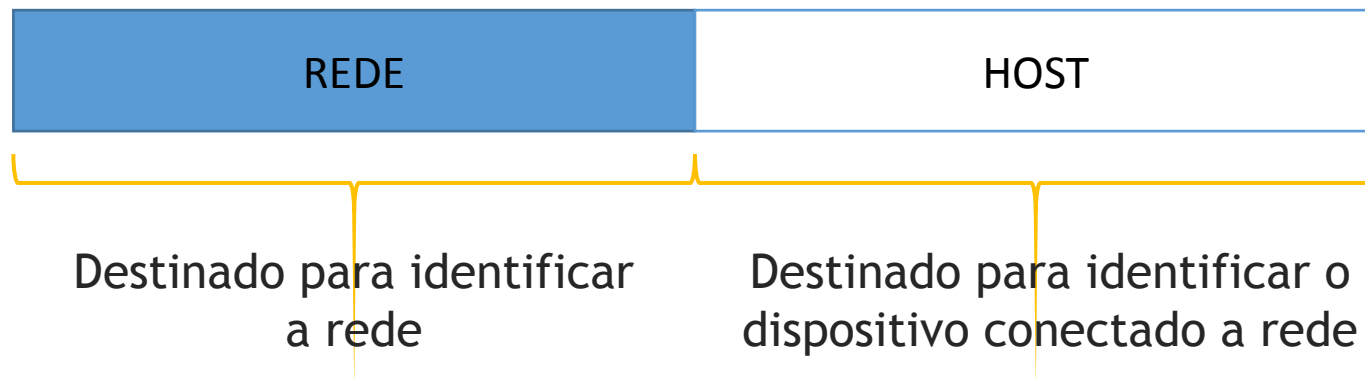 REDE
HOST
Destinado para identificar
a rede
Destinado para identificar o
dispositivo conectado a rede